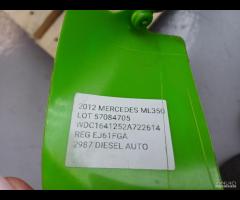 2012 MERCEDES ML350
LOT 57084705
WDC1641252A722614
REG EJ61FGA
2987 DIESEL AUTO